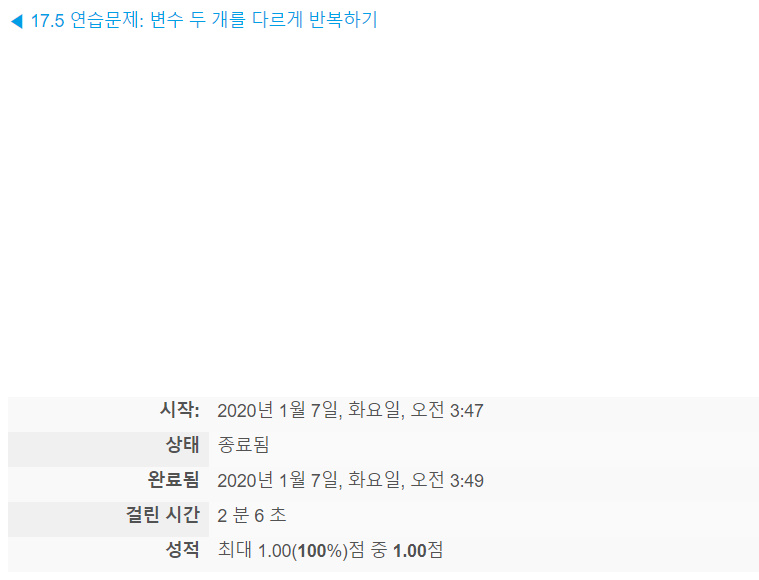 ◀ 17.5 연습문제: 변수 두 개를 다르게 반복하기
시작: 2020년 1월 7일, 화요일, 오전 3:47
상태 종료됨
완료됨 2020년 1월 7일, 화요일, 오전 3:49
걸린 시간 2 분 6 초
성적 최대 1.00(100%)점 중 1.00점